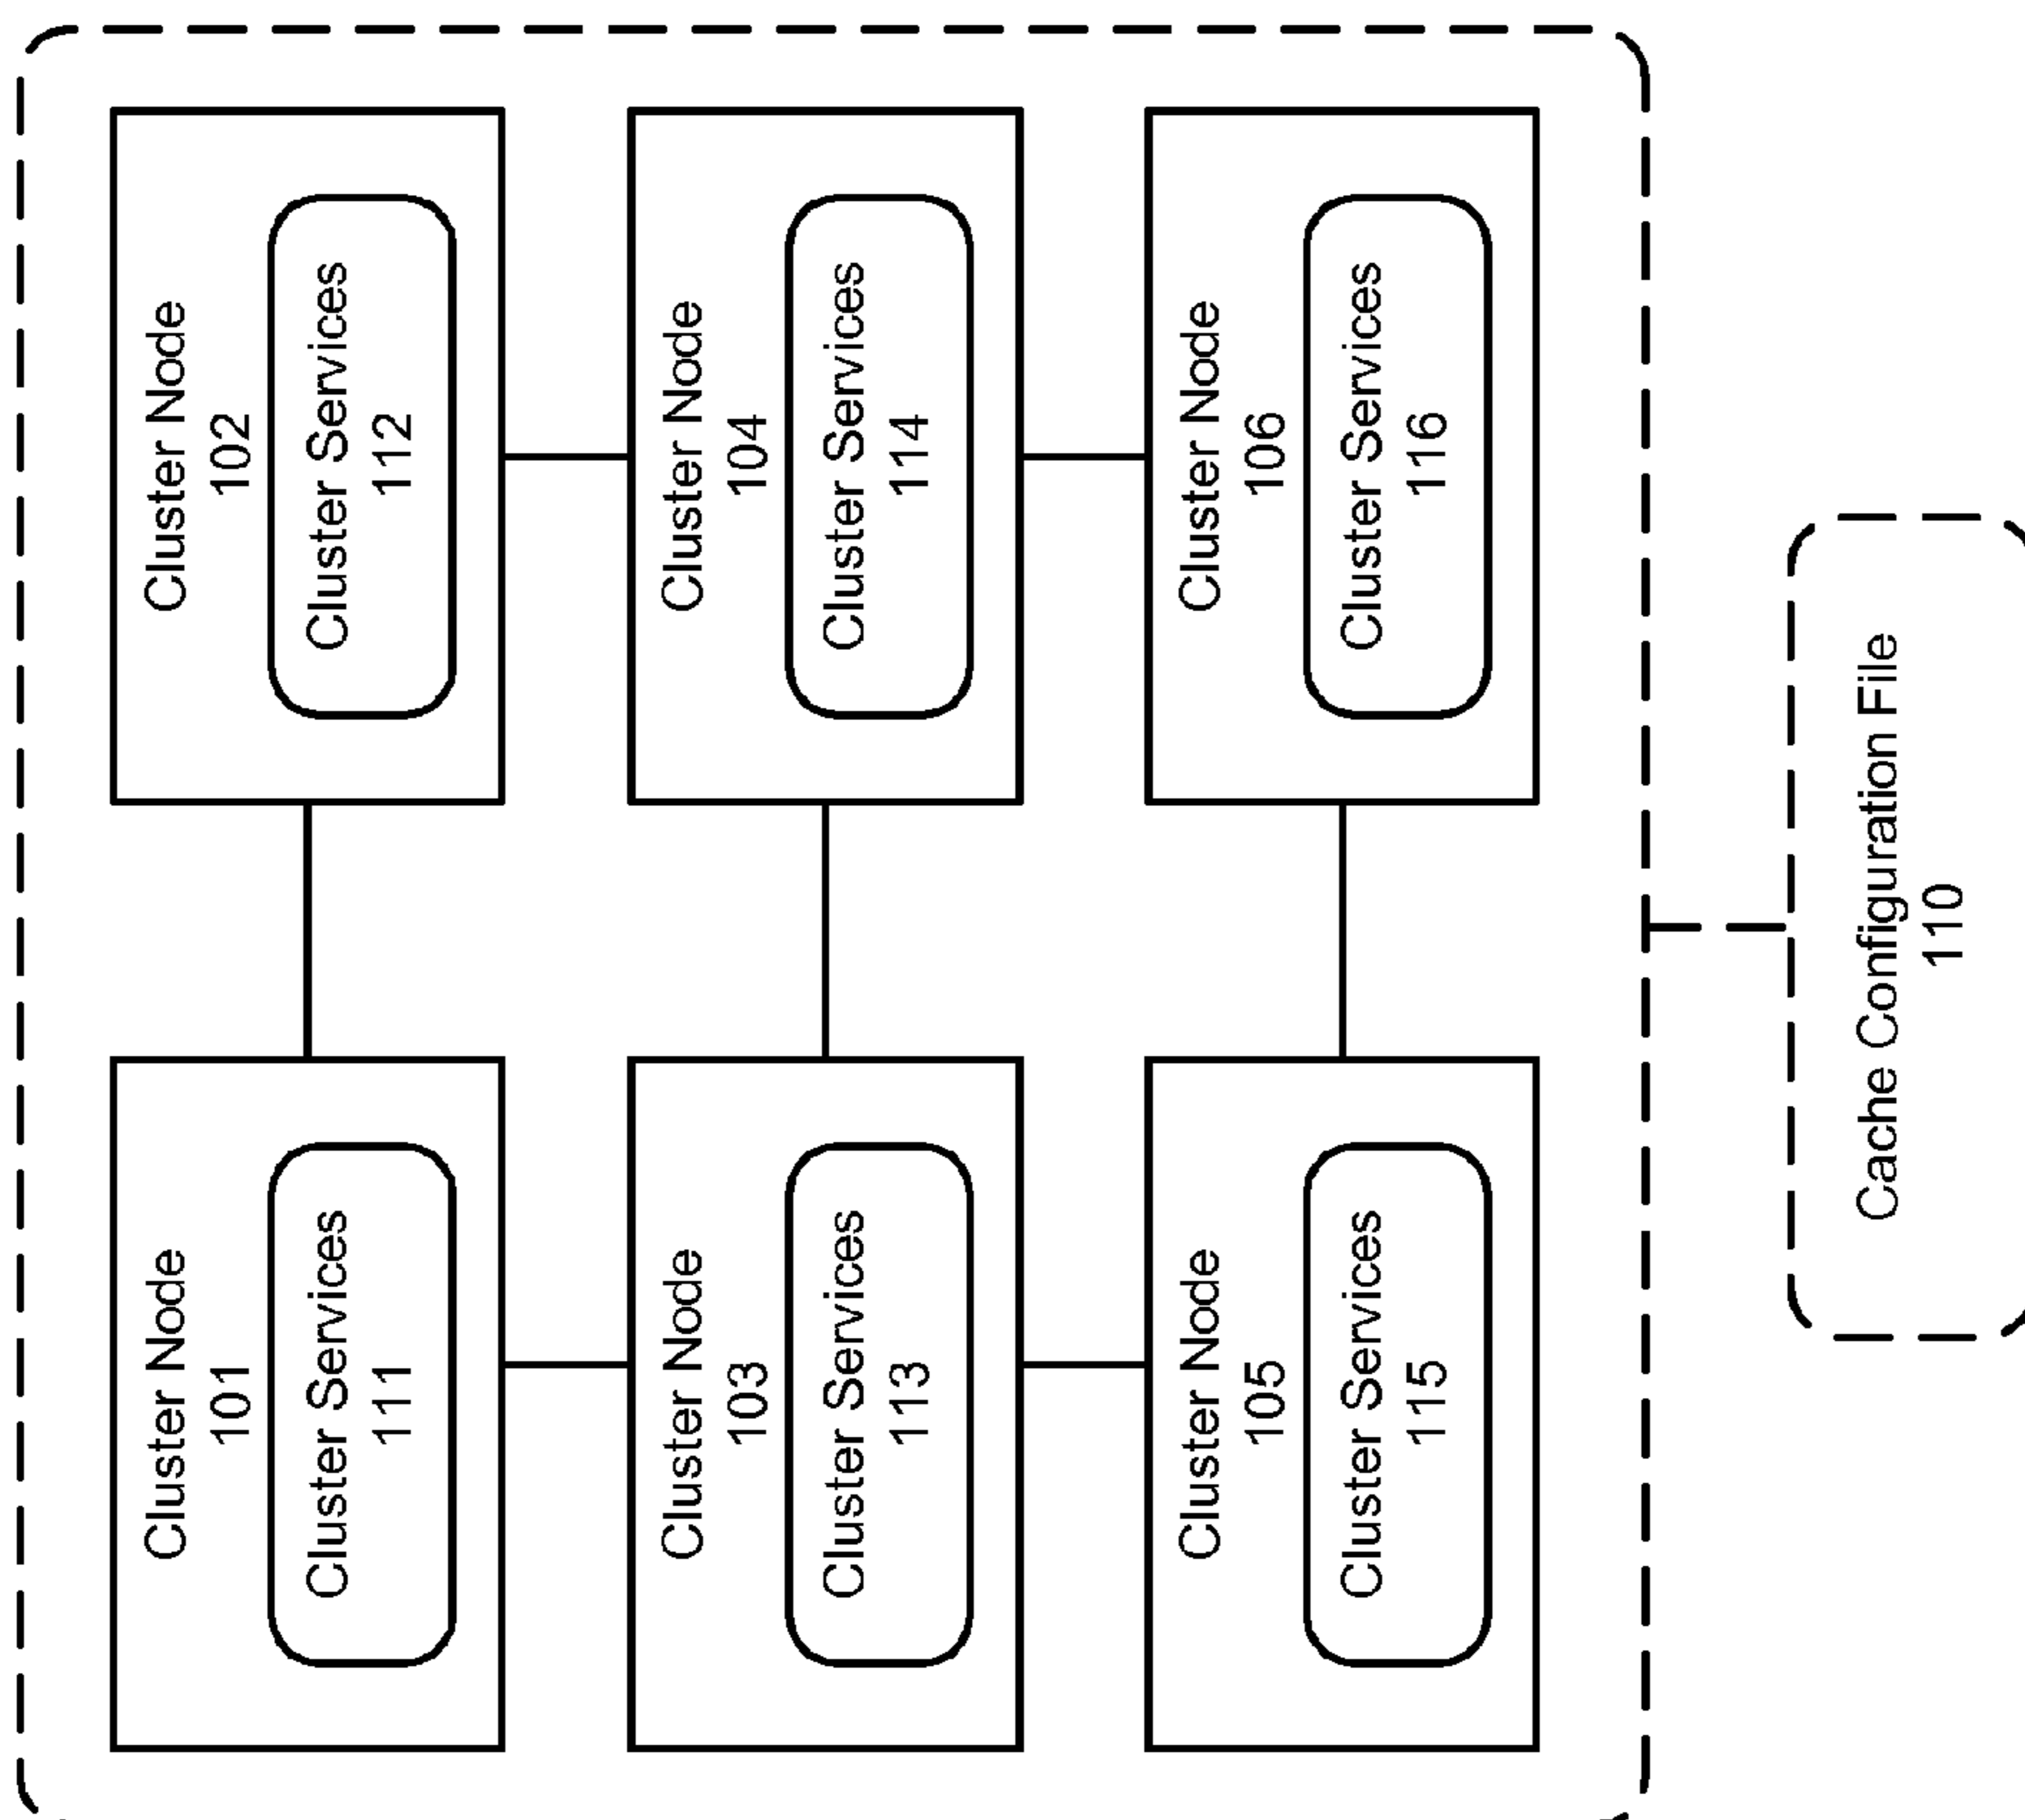 Cluster Node
101
Cluster Services
111
Cluster Node
102
Cluster Services
112
Cluster Node
103
Cluster Services
113
Cluster Node
104
Cluster Services
114
Cluster Node
105
Cluster Services
115
Cluster Node
106
Cluster Services
116
Cache Configuration File
110